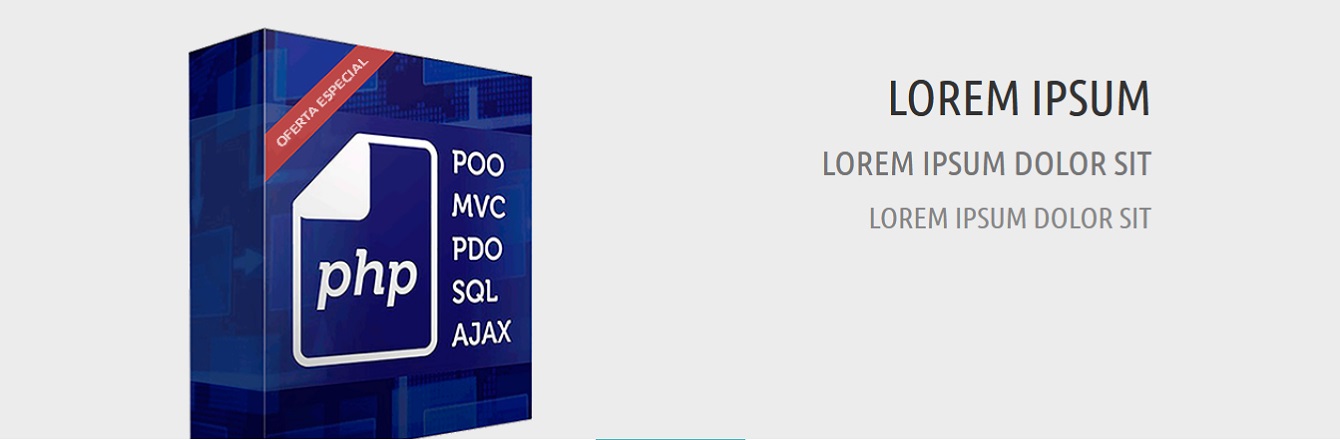 OFERTA ESPECIAL
php
POO
MVC
PDO
SQL
AJAX
LOREM IPSUM
LOREM IPSUM DOLOR SIT
LOREM IPSUM DOLOR SIT